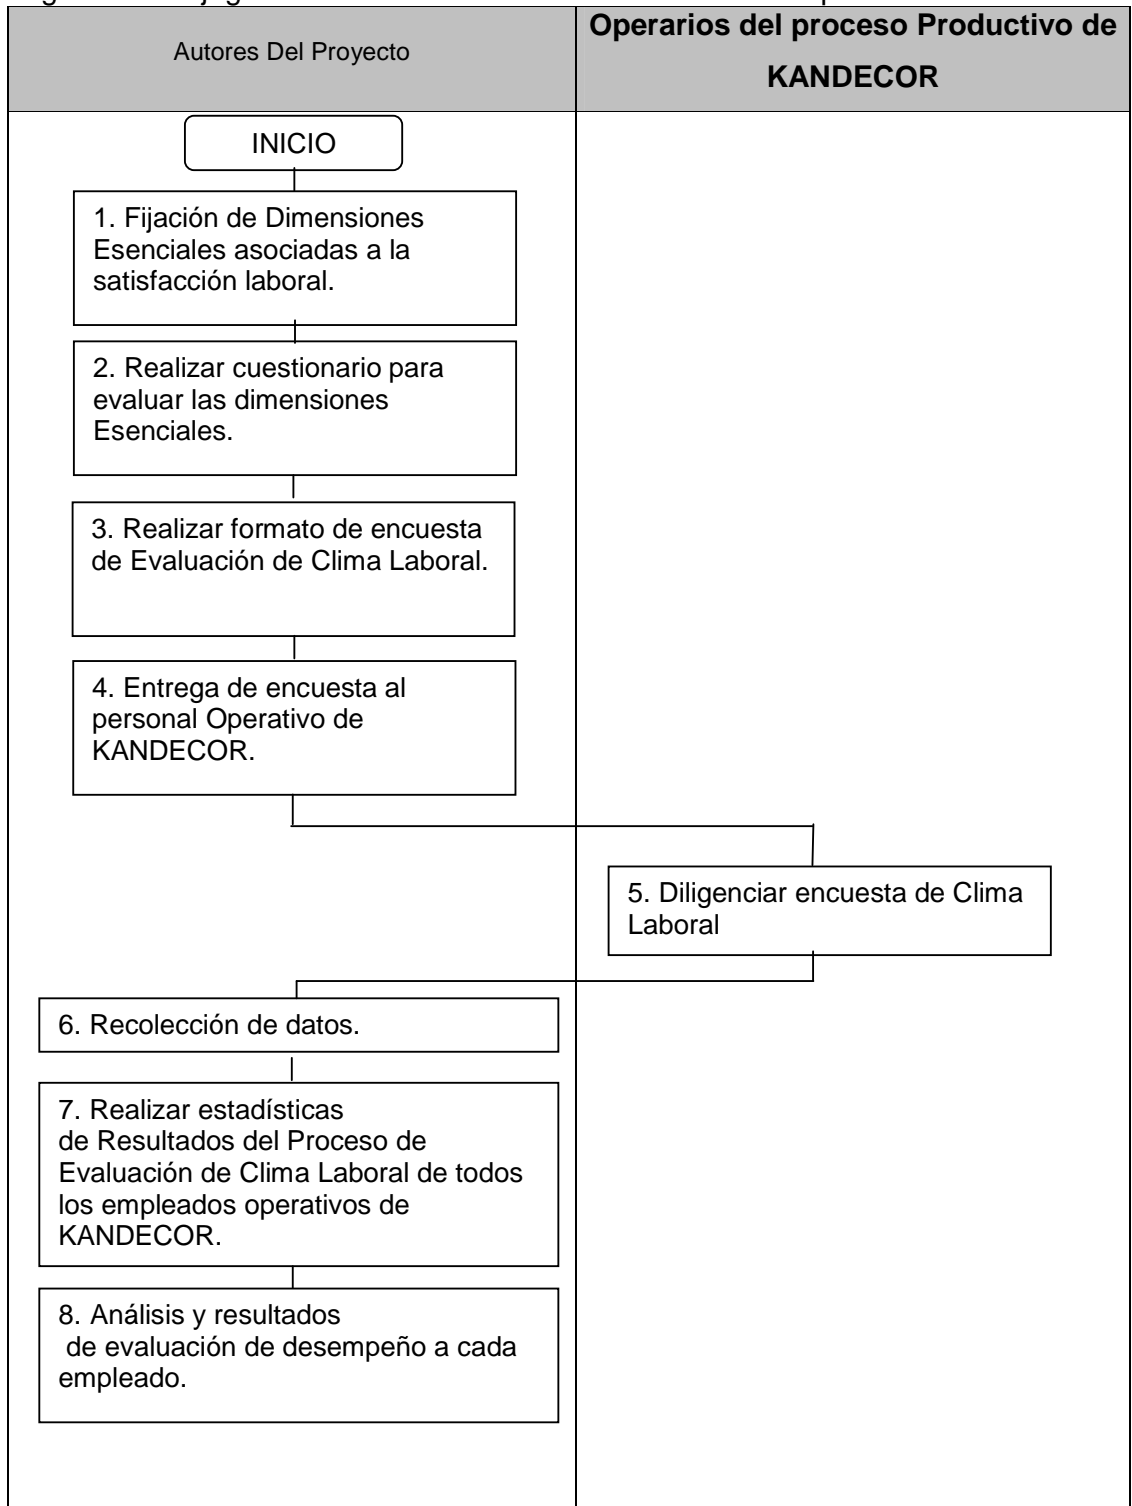 Autores Del Proyecto
Operarios del proceso Productivo de
KANDECOR
INICIO
1. Fijación de Dimensiones
Esenciales asociadas a la
satisfacción laboral.
2. Realizar cuestionario para
evaluar las dimensiones
Esenciales.
3. Realizar formato de encuesta
de Evaluación de Clima Laboral.
4. Entrega de encuesta al
personal Operativo de
KANDECOR.
5. Diligenciar encuesta de Clima
Laboral
6. Recolección de datos.
7. Realizar estadísticas
de Resultados del Proceso de
Evaluación de Clima Laboral de todos
los empleados operativos de
KANDECOR.
8. Análisis y resultados
de evaluación de desempeño a cada
empleado.